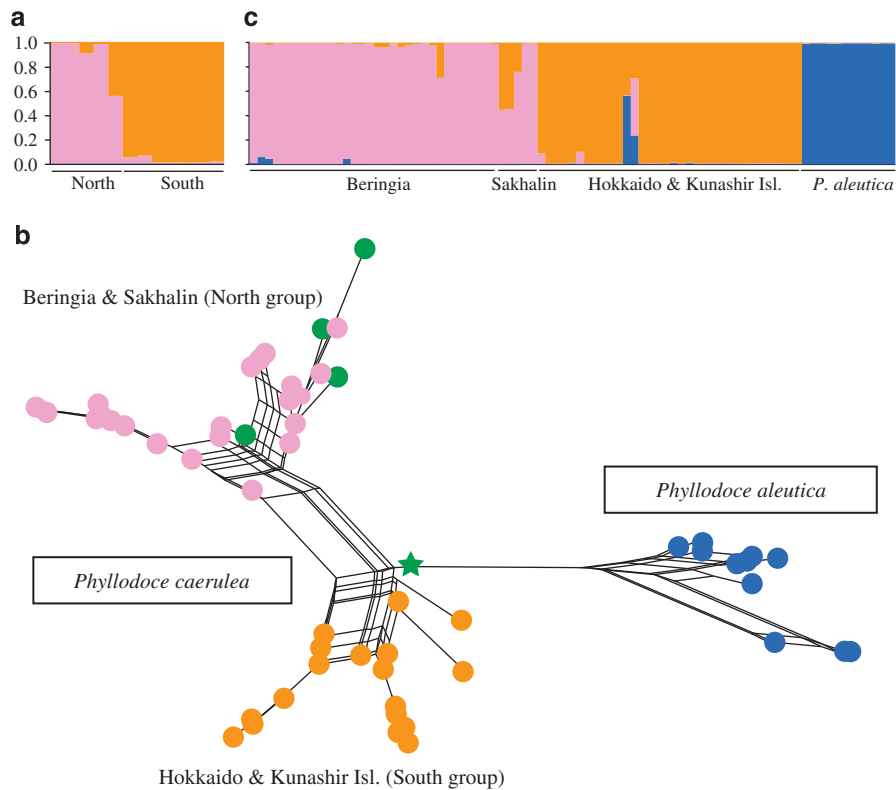 a
c
1.0
0.8
0.6
0.4
0.2
0.0
North South
Beringia Sakhalin Hokkaido & Kunashir Isl. P. aleutica
b
Beringia & Sakhalin (North group)
Phyllodoce aleutica
Phyllodoce caerulea
Hokkaido & Kunashir Isl. (South group)